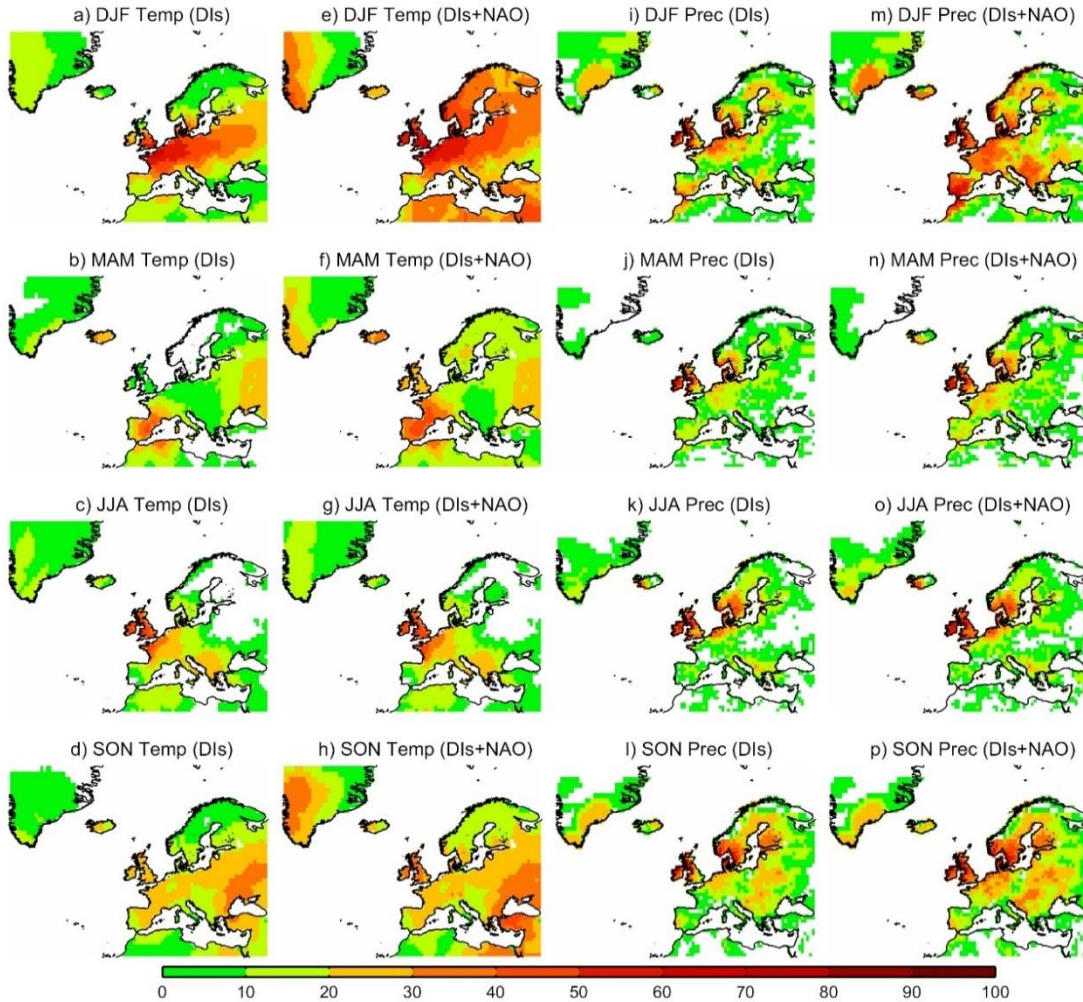 a) DJF Temp (DIs)
e) DJF Temp (DIs+NAO)
i) DJF Prec (DIs)
m) DJF Prec (DIs+NAO)
b) MAM Temp (DIs)
f) MAM Temp (DIs+NAO)
j) MAM Prec (DIs)
n) MAM Prec (DIs+NAO)
c) JJA Temp (DIs)
g) JJA Temp (DIs+NAO)
k) JJA Prec (DIs)
o) JJA Prec (DIs+NAO)
d) SON Temp (DIs)
h) SON Temp (DIs+NAO)
l) SON Prec (DIs)
p) SON Prec (DIs+NAO)
0 10 20 30 40 50 60 70 80 90 100